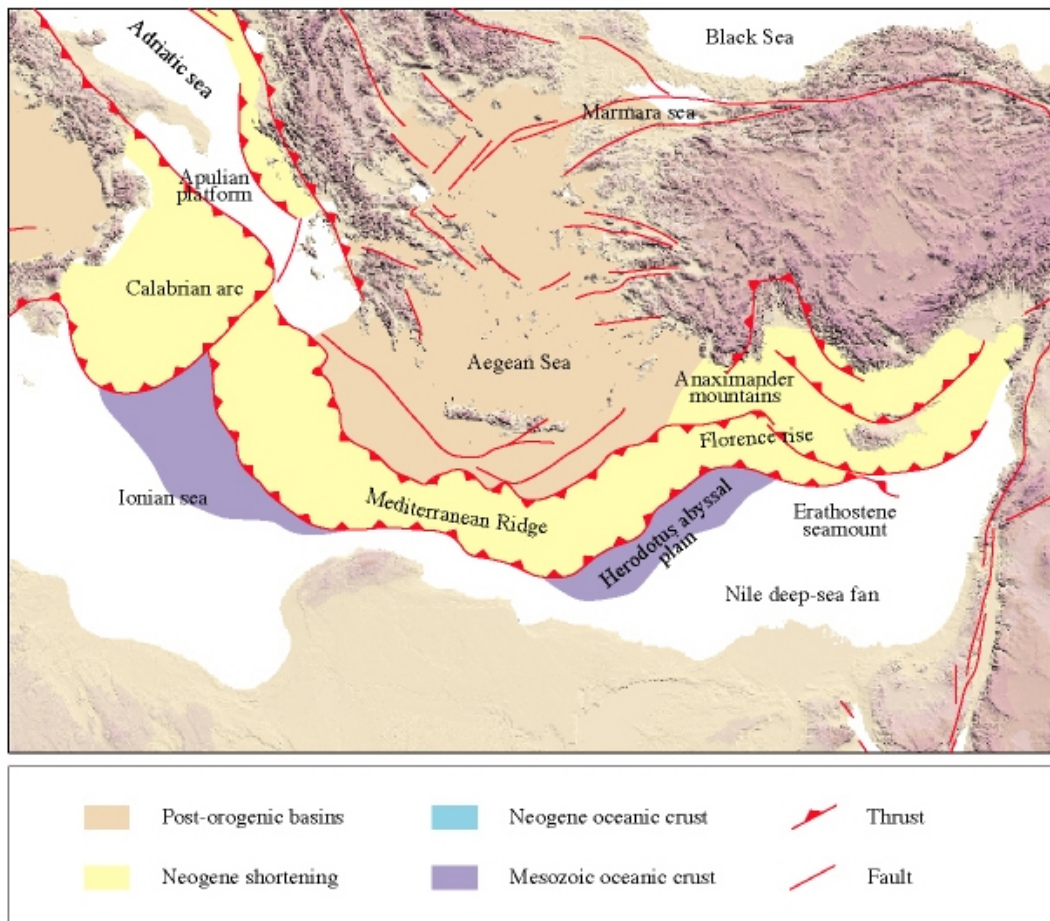 Black Sea
Adriatic sea
Marmara sea
Apulian
platform
Calabrian arc
Aegean Sea
Anaximander
mountains
Florence rise
Ionian sea
Mediterranean Ridge
Herodotus abyssal
plain
Erathostene
seamount
Nile deep-sea fan
Post-orogenic basins
Neogene oceanic crust
Thrust
Neogene shortening
Mesozoic oceanic crust
Fault